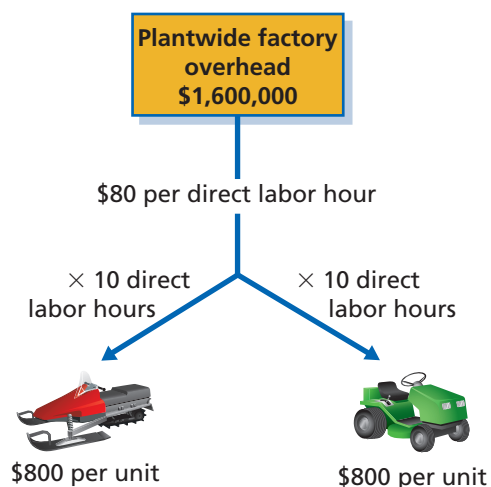 Plantwide factory
overhead
$1,600,000
$80 per direct labor hour
× 10 direct
labor hours
× 10 direct
labor hours
$800 per unit
$800 per unit